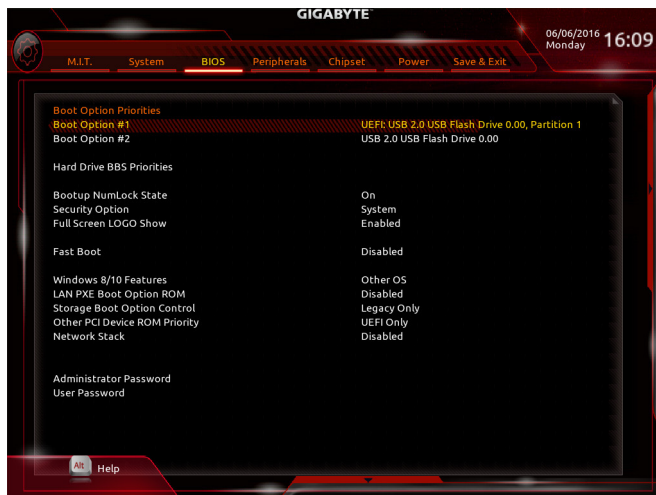 GIGABYTE™
06/06/2016 16:09
Monday
M.I.T. System BIOS Peripherals Chipset Power Save & Exit
Boot Option Priorities
Boot Option #1 UEFI: USB 2.0 USB Flash Drive 0.00, Partition 1
Boot Option #2 USB 2.0 USB Flash Drive 0.00
Hard Drive BBS Priorities
Bootup NumLock State On
Security Option System
Full Screen LOGO Show Enabled
Fast Boot Disabled
Windows 8/10 Features Other OS
LAN PXE Boot Option ROM Disabled
Storage Boot Option Control Legacy Only
Other PCI Device ROM Priority UEFI Only
Network Stack Disabled
Administrator Password
User Password
Alt Help